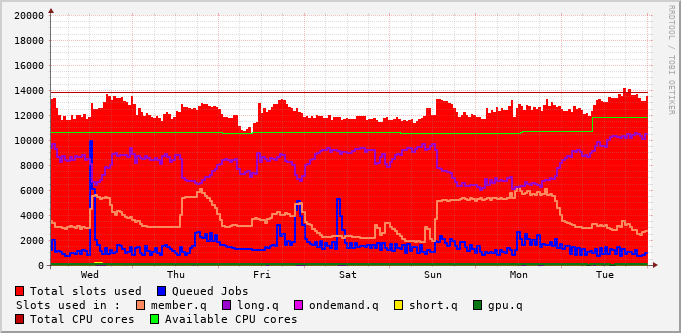 20000
18000
16000
14000
12000
10000
8000
6000
4000
2000
0
Wed Thu Fri Sat Sun Mon Tue
RRDTOOL / TOBI OETIKER
Total slots used Queued Jobs
Slots used in : member.q long.q ondemand.q short.q gpu.q
Total CPU cores Available CPU cores